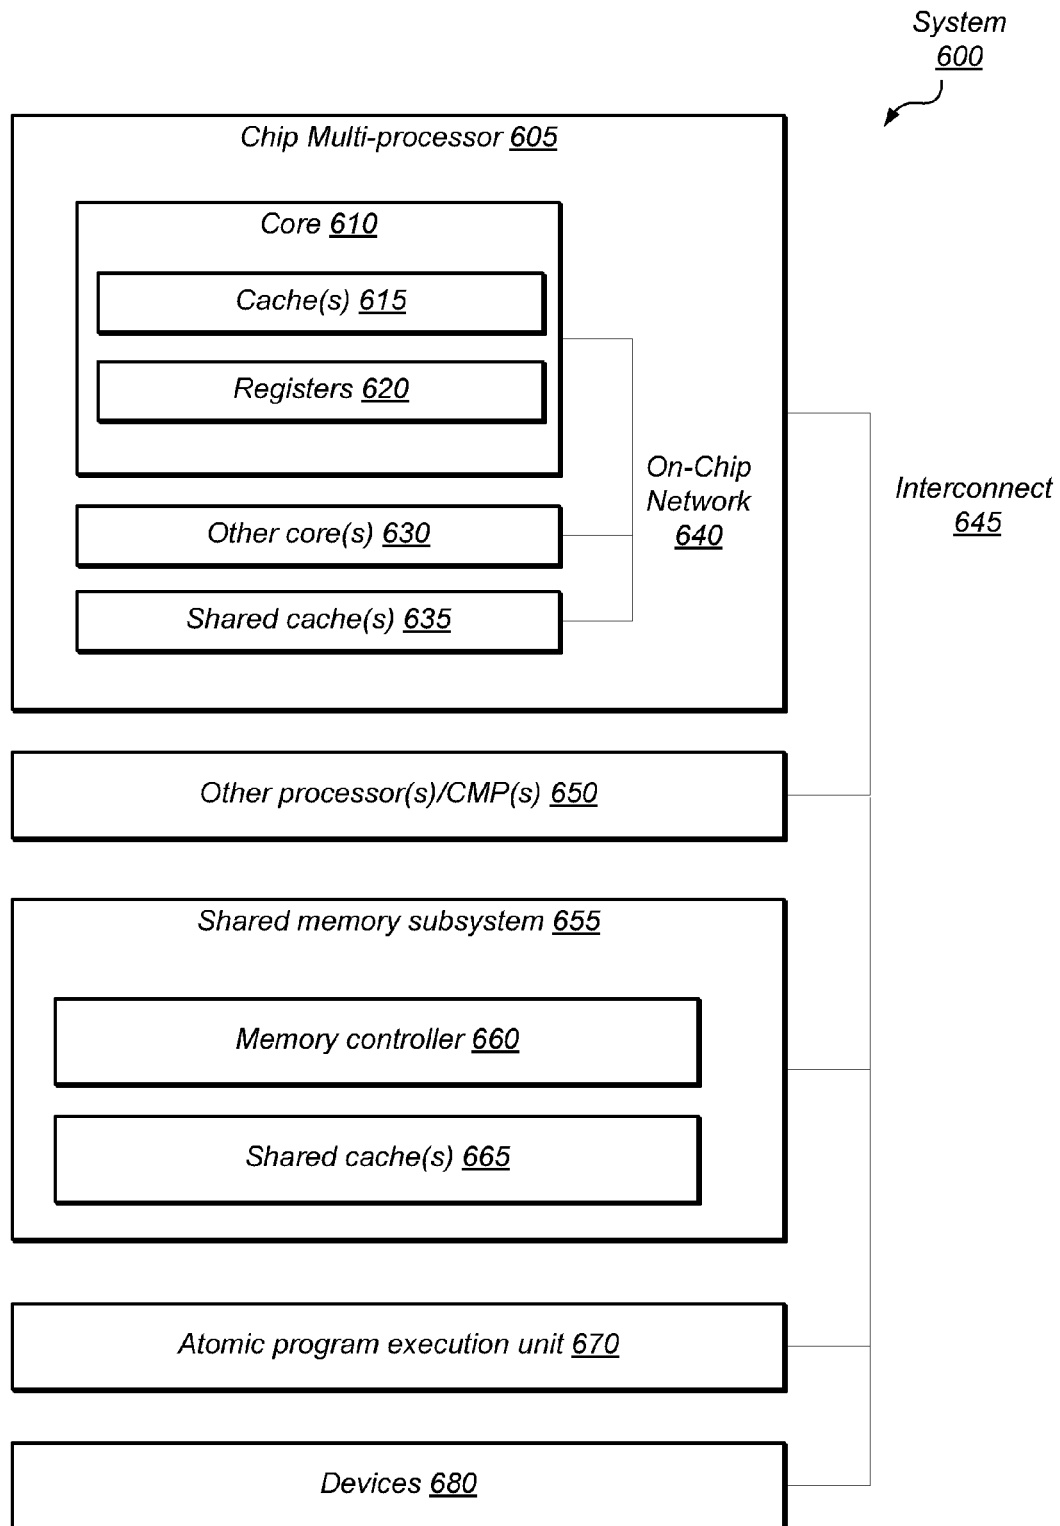 System
600
Chip Multi-processor 605
Core 610
Cache(s) 615
Registers 620
On-Chip
Network
640
Interconnect
645
Other core(s) 630
Shared cache(s) 635
Other processor(s)/CMP(s) 650
Shared memory subsystem 655
Memory controller 660
Shared cache(s) 665
Atomic program execution unit 670
Devices 680